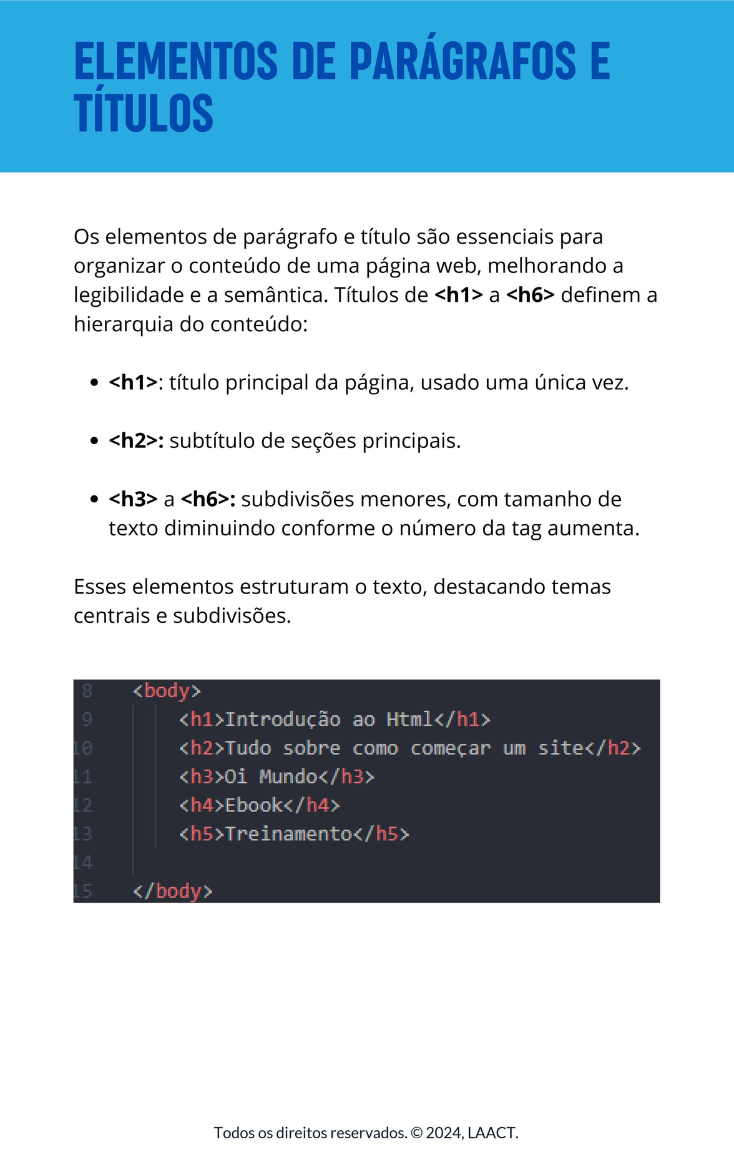 ELEMENTOS DE PARÁGRAFOS E
TÍTULOS
Os elementos de parágrafo e título são essenciais para
organizar o conteúdo de uma página web, melhorando a
legibilidade e a semântica. Títulos de <h1> a <h6> definem a
hierarquia do conteúdo:
• <h1>: título principal da página, usado uma única vez.
• <h2>: subtítulo de seções principais.
• <h3> a <h6>: subdivisões menores, com tamanho de
texto diminuindo conforme o número da tag aumenta.
Esses elementos estruturam o texto, destacando temas
centrais e subdivisões.
8 <body>
9 <h1>Introdução ao Html</h1>
10 <h2>Tudo sobre como começar um site</h2>
11 <h3>Oi Mundo</h3>
12 <h4>Ebook</h4>
13 <h5>Treinamento</h5>
14
15 </body>
Todos os direitos reservados. © 2024, LAACT.